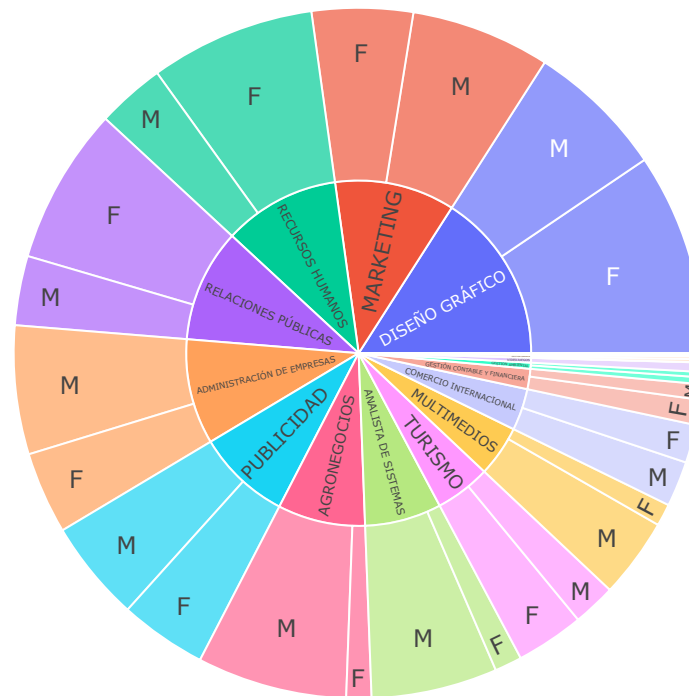 F
M
F
M
M
F
M
F
F
M
MARKETING
RECURSOS HUMANOS
DISEÑO GRÁFICO
RELACIONES PÚBLICAS
ADMINISTRACIÓN DE EMPRESAS
PUBLICIDAD
AGRONEGOCIOS
ANALISTA DE SISTEMAS
TURISMO
MULTIMEDIOS
COMERCIO INTERNACIONAL
GESTIÓN CONTABLE Y FINANCIERA
M
F
F
M
F
M
M
F
M
F
M
F
F
M
M
F